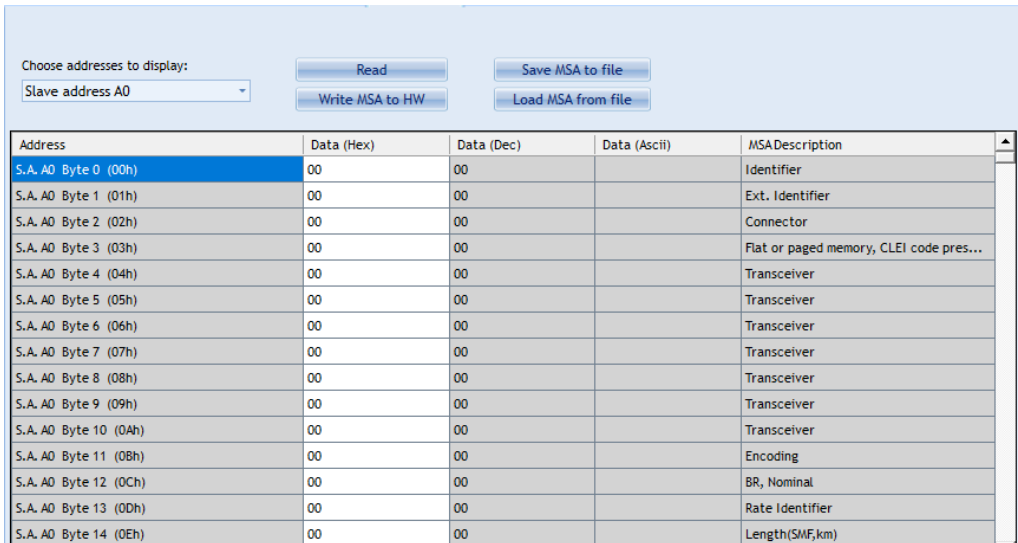 Choose addresses to display:
Slave address A0
Read
Save MSA to file
Write MSA to HW
Load MSA from file
Address Data (Hex) Data (Dec) Data (Ascii) MSADescription
S.A. A0 Byte 0 (00h) 00 00 Identifier
S.A. A0 Byte 1 (01h) 00 00 Ext. Identifier
S.A. A0 Byte 2 (02h) 00 00 Connector
S.A. A0 Byte 3 (03h) 00 00 Flat or paged memory, CLEI code pres...
S.A. A0 Byte 4 (04h) 00 00 Transceiver
S.A. A0 Byte 5 (05h) 00 00 Transceiver
S.A. A0 Byte 6 (06h) 00 00 Transceiver
S.A. A0 Byte 7 (07h) 00 00 Transceiver
S.A. A0 Byte 8 (08h) 00 00 Transceiver
S.A. A0 Byte 9 (09h) 00 00 Transceiver
S.A. A0 Byte 10 (0Ah) 00 00 Transceiver
S.A. A0 Byte 11 (0Bh) 00 00 Encoding
S.A. A0 Byte 12 (0Ch) 00 00 BR, Nominal
S.A. A0 Byte 13 (0Dh) 00 00 Rate Identifier
S.A. A0 Byte 14 (0Eh) 00 00 Length(SMF,km)